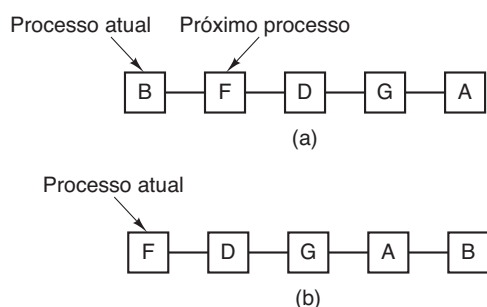 Processo atual Próximo processo
B F D G A
(a)
Processo atual
F D G A B
(b)